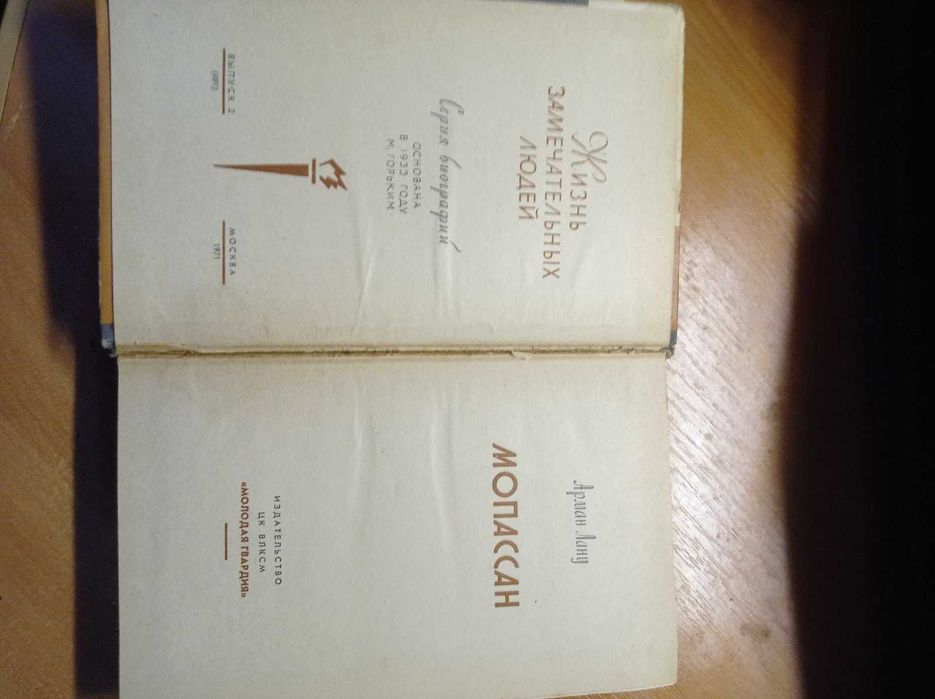 Жизнь
ЗАМЕЧАТЕЛЬНЫХ
ЛЮДЕЙ
Серия биографий
ОСНОВАНА
В 1933 ГОДУ
М. ГОРЬКИМ
ВЫПУСК 2
МОСКВА
1971
Арман Лану
МОПАССАН
ИЗДАТЕЛЬСТВО
ЦК ВЛКСМ
«МОЛОДАЯ ГВАРДИЯ»